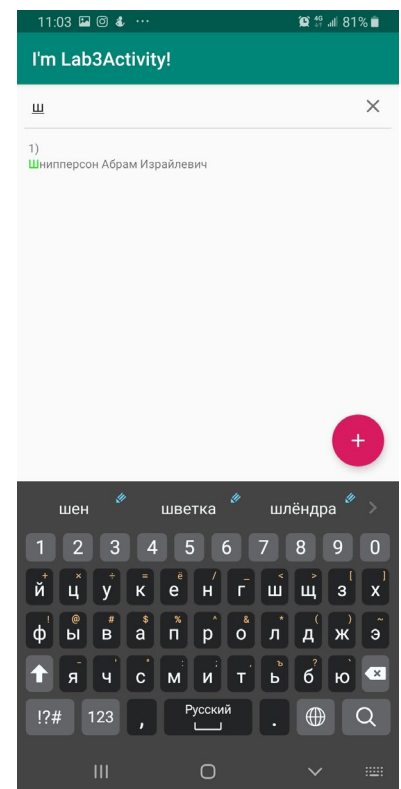 11:03
4G
81%
I'm Lab3Activity!
ш
1)
Шнипперсон Абрам Израйлевич
+
шен шветка шлёндра
1 2 3 4 5 6 7 8 9 0
+ × ÷ = ё / _ < > [ ]
й ц у к е н г ш щ з х
! @ # $ % ^ & * ( ) ~
ф ы в а п р о л д ж э
- ' " : ; , ъ ? `
я ч с м и т ь б ю
!?# 123 , Русский .